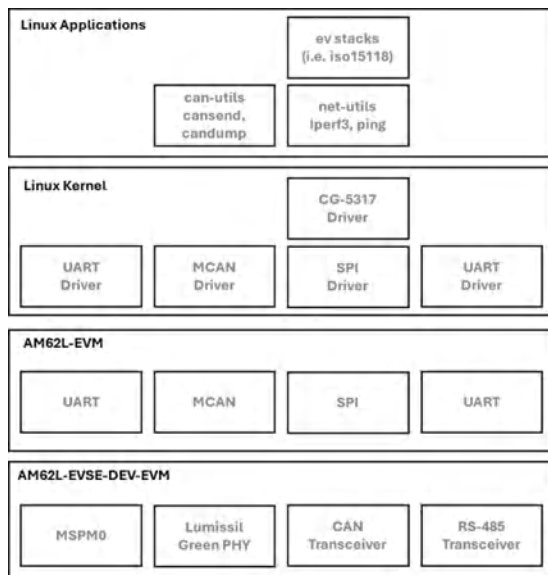 Linux Applications
ev stacks
(i.e. iso15118)
can-utils
cansend,
candump
net-utils
Iperf3, ping
Linux Kernel
CG-5317
Driver
UART
Driver
MCAN
Driver
SPI
Driver
UART
Driver
AM62L-EVM
UART
MCAN
SPI
UART
AM62L-EVSE-DEV-EVM
MSPM0
Lumissil
Green PHY
CAN
Transceiver
RS-485
Transceiver